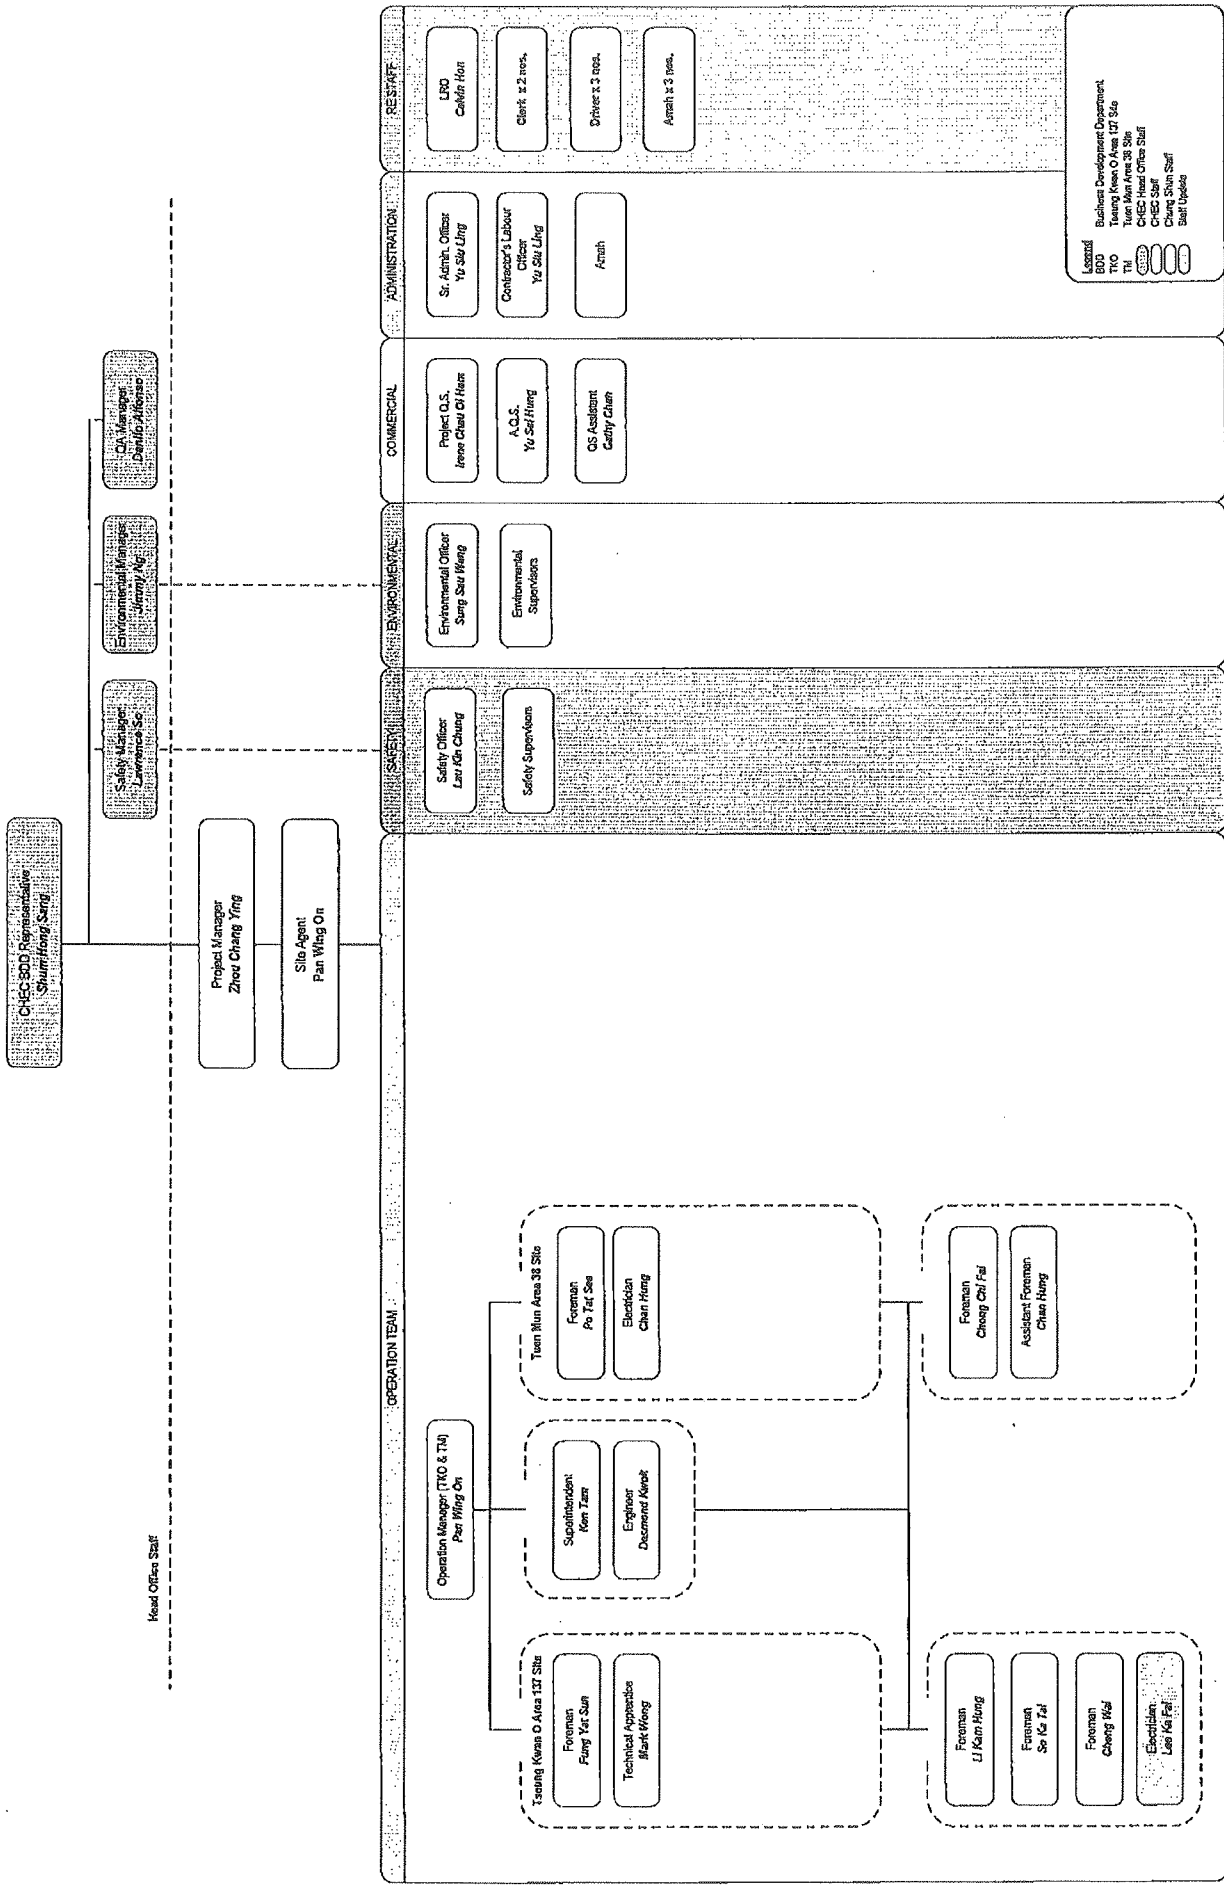 CHEC BDD Representative
Shum Hong Sang
Safety Manager
Lawrence So
Environmental Manager
Jimmy Ng
QA Manager
Danilo Alfonso
Head Office Staff
Project Manager
Zhou Chang Ying
Site Agent
Pan Wing On
OPERATION TEAM
SAFETY
ENVIRONMENTAL
COMMERCIAL
ADMINISTRATION
RE STAFF
Operation Manager (TKO & TM)
Pan Wing On
Tseung Kwan O Area 137 Site
Foreman
Fung Yat Sun
Technical Apprentice
Mark Wong
Superintendent
Ken Tam
Engineer
Desmond Kwok
Tuen Mun Area 38 Site
Foreman
Po Tat See
Electrician
Chan Hung
Foreman
Li Kam Hung
Foreman
So Ka Tai
Foreman
Cheng Wai
Electrician
Lee Ka Fai
Foreman
Chong Chi Fai
Assistant Foreman
Chan Hung
Safety Officer
Lau Kin Chung
Safety Supervisors
Environmental Officer
Sung Sau Wang
Environmental
Supervisors
Project Q.S.
Irene Chau Oi Ham
A.Q.S.
Yu Sai Hung
QS Assistant
Cathy Chan
Sr. Admin. Officer
Yu Siu Ling
Contractor's Labour
Officer
Yu Siu Ling
Amah
LRO
Calvin Hon
Clerk x 2 nos.
Driver x 3 nos.
Amah x 3 nos.
Legend
BDD Business Development Department
TKO Tseung Kwan O Area 137 Site
TM Tuen Mun Area 38 Site
CHEC Head Office Staff
CHEC Staff
Chung Shun Staff
Staff Update